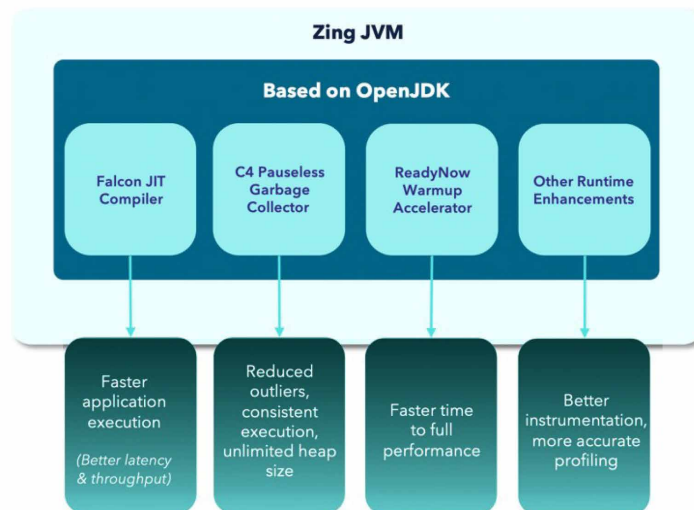 Zing JVM
Based on OpenJDK
Falcon JIT
Compiler
C4 Pauseless
Garbage
Collector
ReadyNow
Warmup
Accelerator
Other Runtime
Enhancements
Faster
application
execution
(Better latency
& throughput)
Reduced
outliers,
consistent
execution,
unlimited heap
size
Faster time
to full
performance
Better
instrumentation,
more accurate
profiling